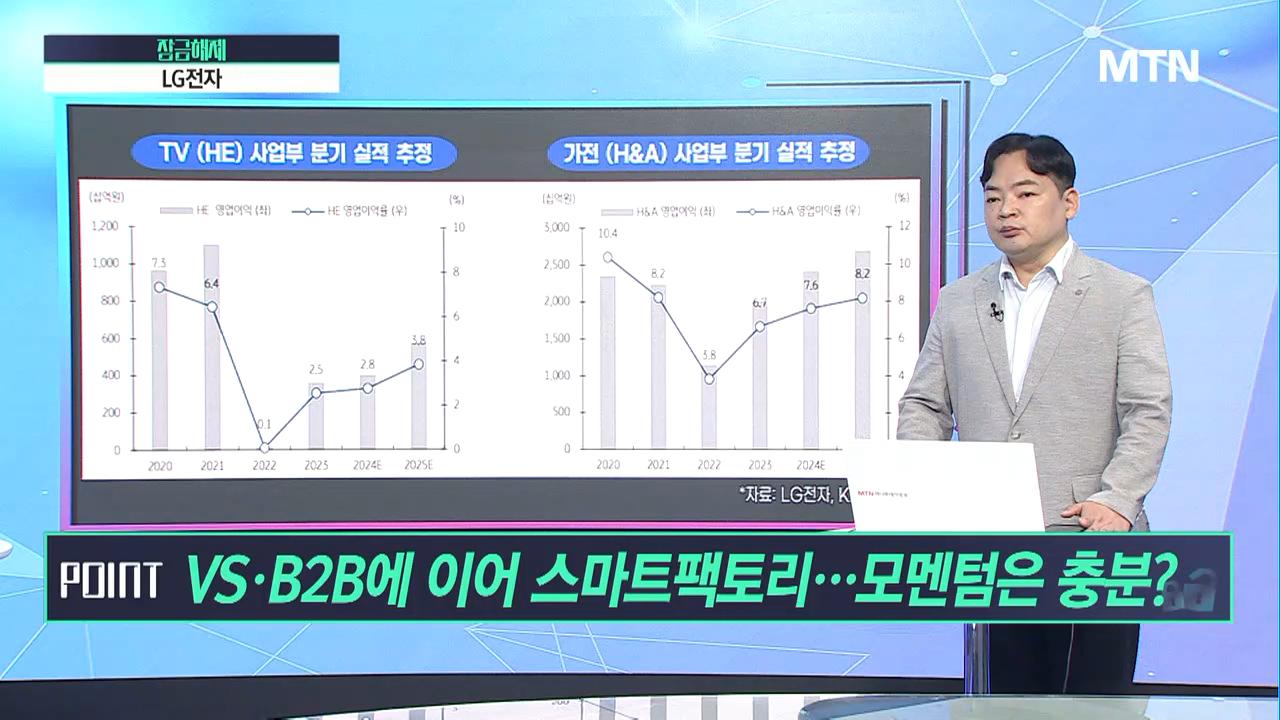 잠금해제
LG전자
MTN
TV (HE) 사업부 분기 실적 추정
(십억원)
HE 영업이익 (좌)
HE 영업이익률 (우)
(%)
1,200
1,000
800
600
400
200
0
10
8
6
4
2
0
7.3
6.4
0.1
2.5
2.8
3.8
2020
2021
2022
2023
2024E
2025E
가전 (H&A) 사업부 분기 실적 추정
(십억원)
H&A 영업이익 (좌)
H&A 영업이익률 (우)
(%)
3,000
2,500
2,000
1,500
1,000
500
0
12
10
8
6
4
2
10.4
8.2
3.8
6.7
7.6
8.2
2020
2021
2022
2023
2024E
*자료: LG전자, K
MTN
POINT
VS·B2B에 이어 스마트팩토리…모멘텀은 충분?